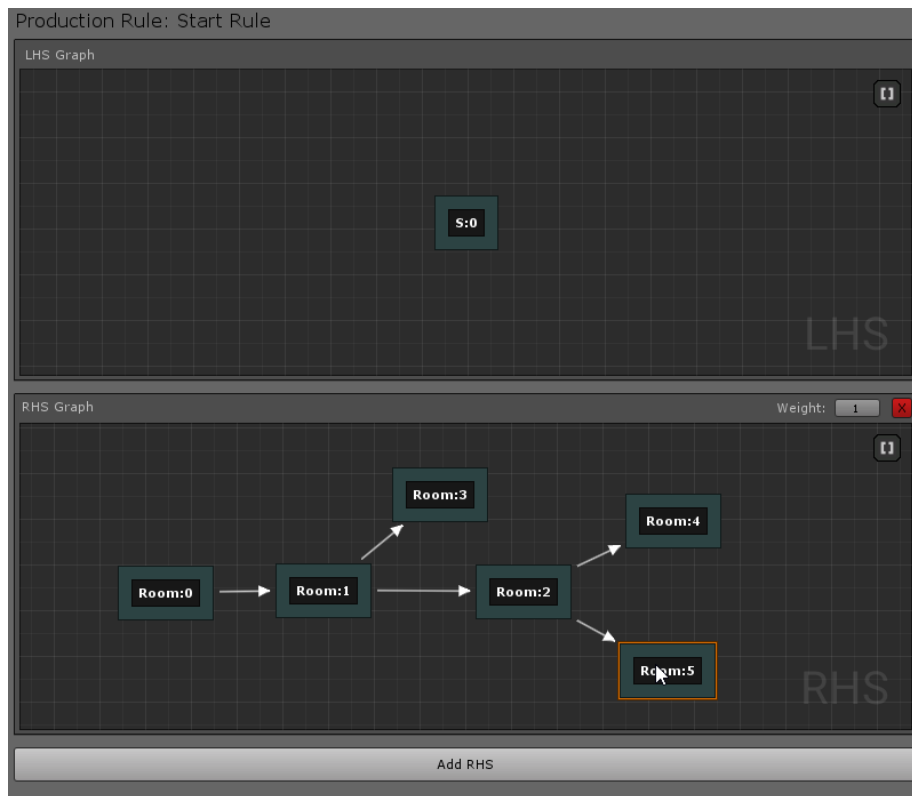 Production Rule: Start Rule
LHS Graph
S:0
LHS
RHS Graph
Weight: 1 X
Room:3
Room:4
Room:0
Room:1
Room:2
Room:5
RHS
Add RHS